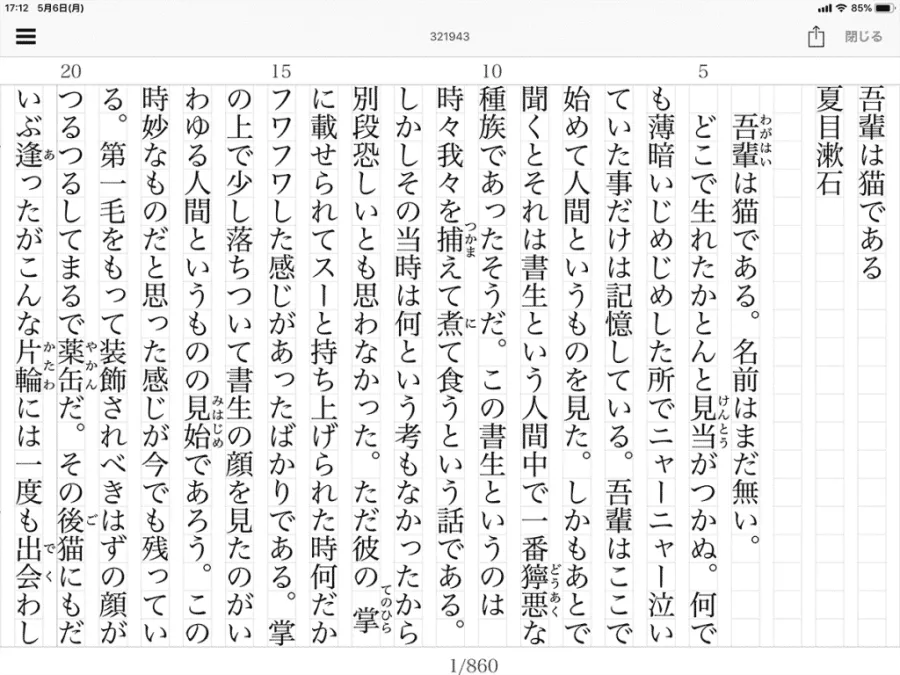 17:12 5月6日(月)
85%
321943
閉じる
5
10
15
20
吾輩は猫である
夏目漱石
吾輩は猫である。名前はまだ無い。
わがはい
どこで生れたかとんと見当がつかぬ。何で
けんとう
も薄暗いじめじめした所でニャーニャー泣い
ていた事だけは記憶している。吾輩はここで
始めて人間というものを見た。しかもあとで
聞くとそれは書生という人間中で一番獰悪な
どうあく
種族であったそうだ。この書生というのは
時々我々を捕えて煮て食うという話である。
つかま
に
しかしその当時は何という考もなかったから
別段恐しいとも思わなかった。ただ彼の掌
てのひら
に載せられてスーと持ち上げられた時何だか
フワフワした感じがあったばかりである。掌
の上で少し落ちついて書生の顔を見たのがい
わゆる人間というものの見始であろう。この
みはじめ
時妙なものだと思った感じが今でも残ってい
る。第一毛をもって装飾されべきはずの顔が
つるつるしてまるで薬缶だ。その後猫にもだ
やかん
ご
いぶ逢ったがこんな片輪には一度も出会わし
あ
かたわ
でく
1/860